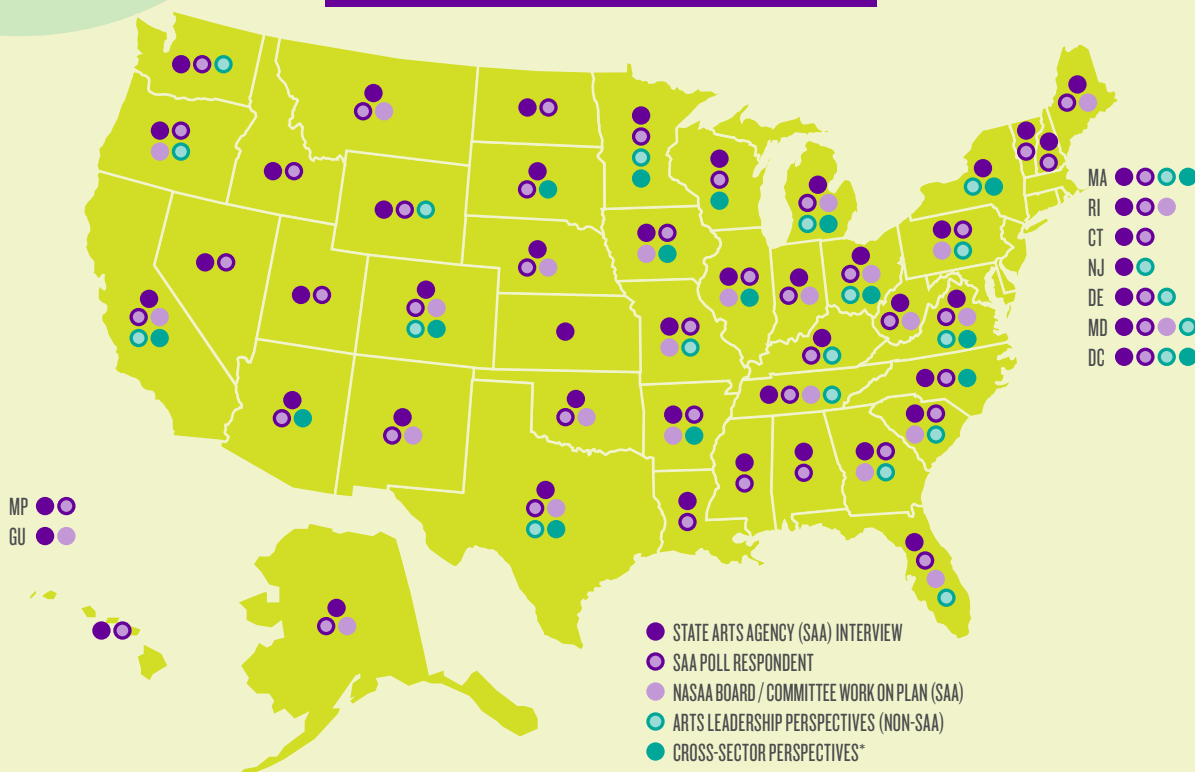 MA
RI
CT
NJ
DE
MD
DC
MP
GU
STATE ARTS AGENCY (SAA) INTERVIEW
SAA POLL RESPONDENT
NASAA BOARD / COMMITTEE WORK ON PLAN (SAA)
ARTS LEADERSHIP PERSPECTIVES (NON-SAA)
CROSS-SECTOR PERSPECTIVES*